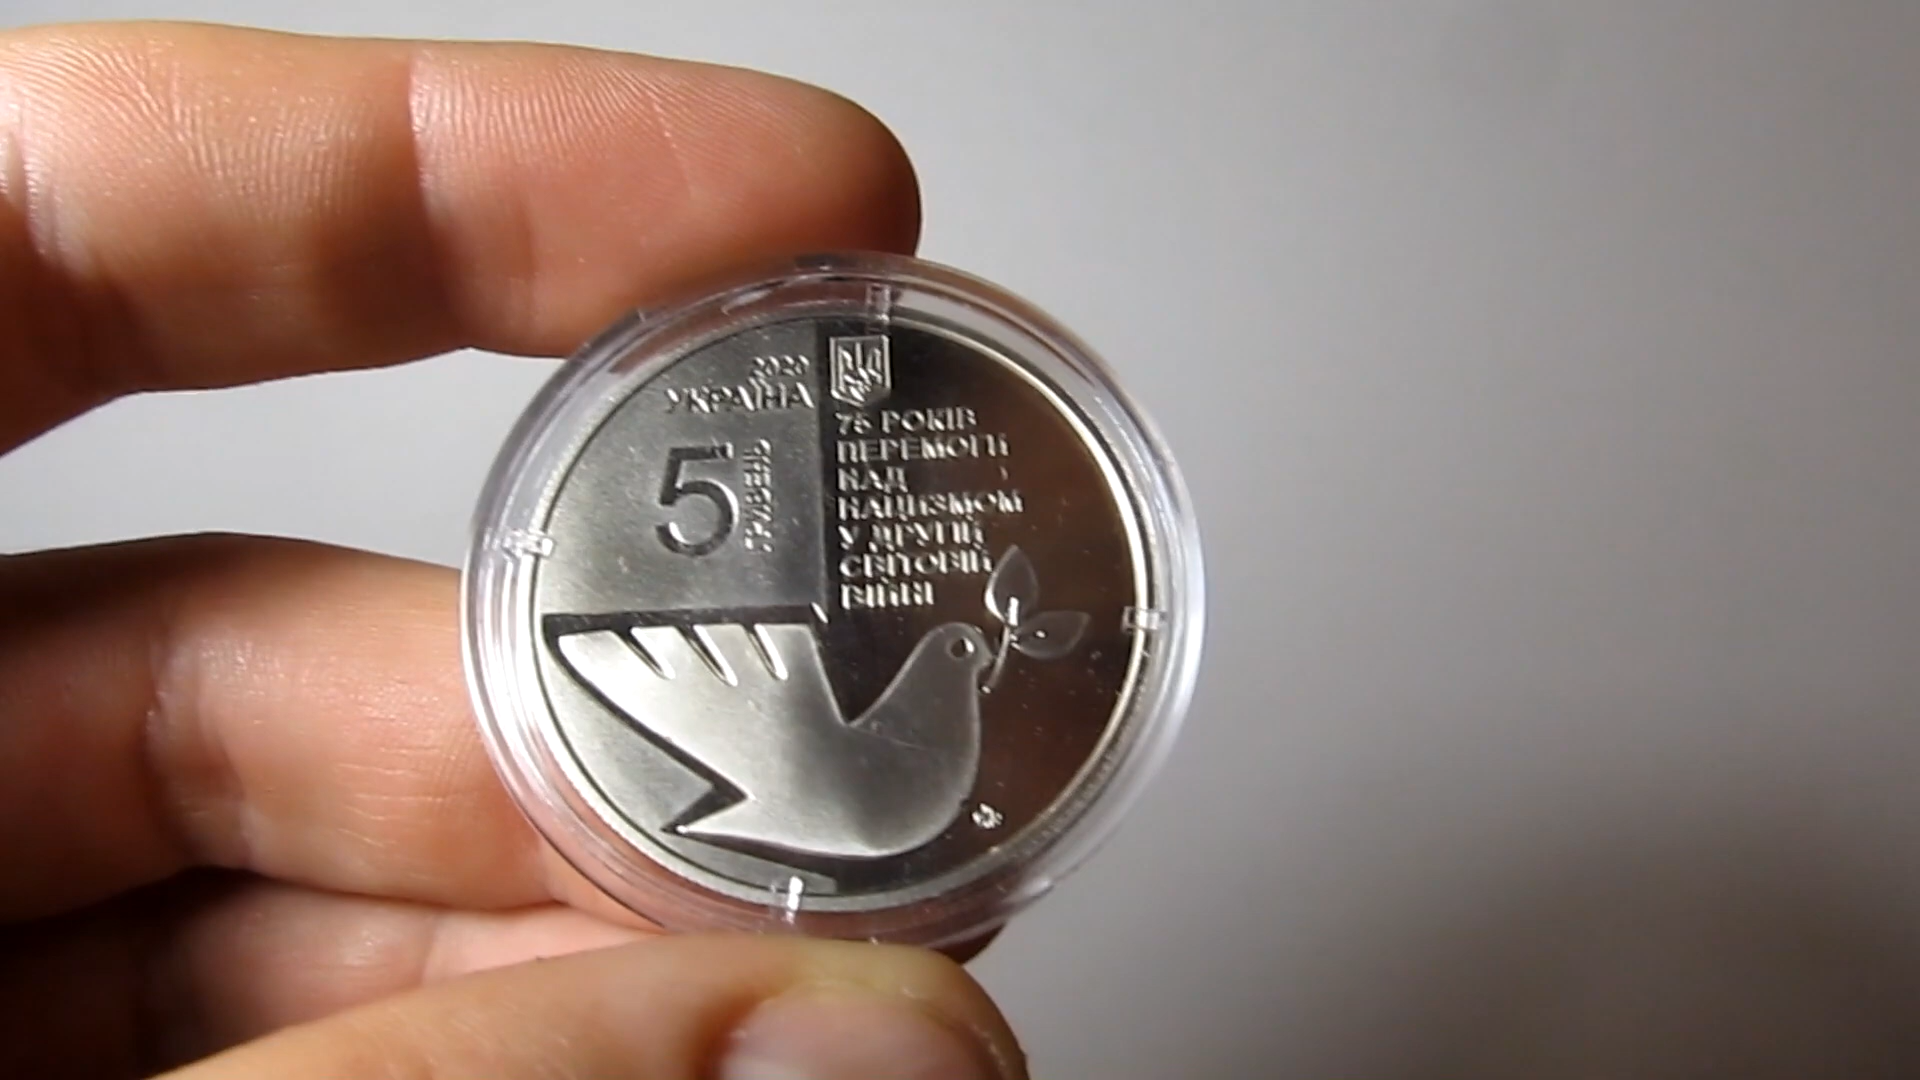 2020
УКРАЇНА
5
ГРИВЕНЬ
75 РОКІВ
ПЕРЕМОГИ
НАД
НАЦИЗМОМ
У ДРУГІЙ
СВІТОВІЙ
ВІЙНІ